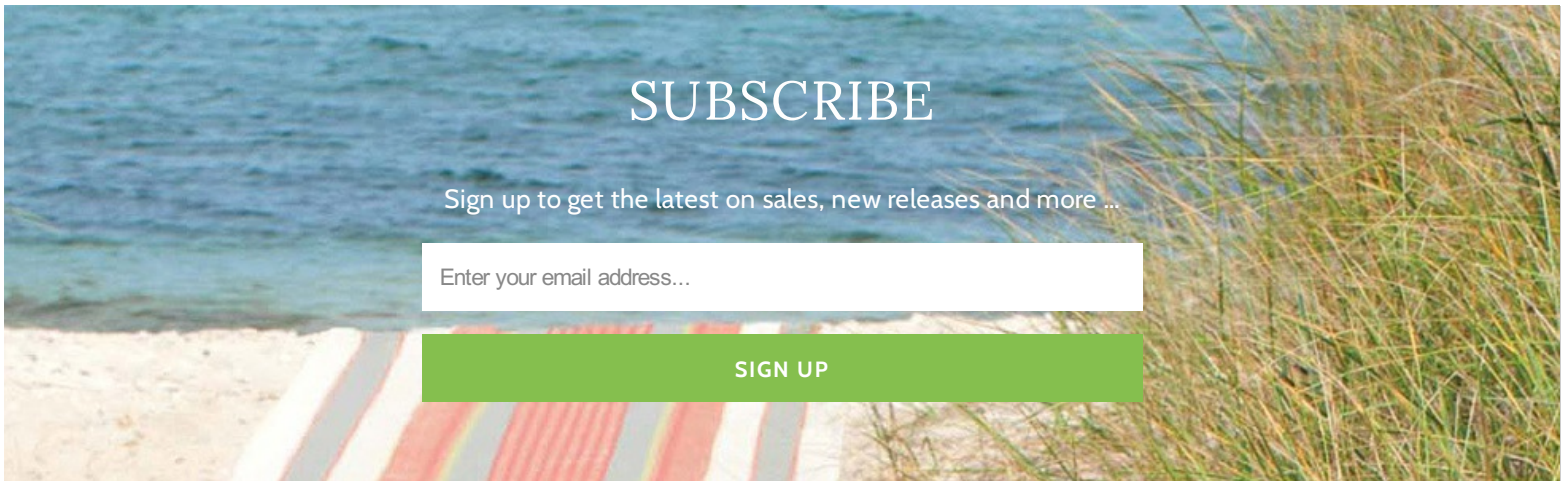 SUBSCRIBE
Sign up to get the latest on sales, new releases and more ...
Enter your email address...
SIGN UP